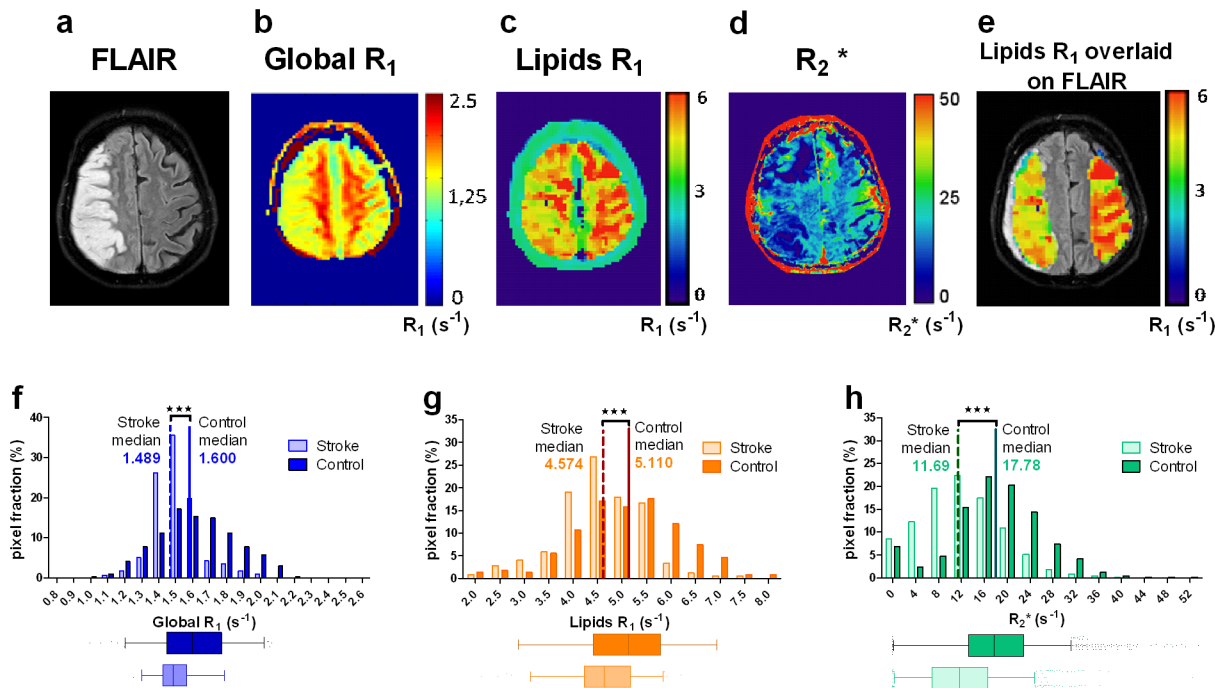 a
FLAIR
b
Global R1
2.5
1,25
0
R1 (s-1)
c
Lipids R1
6
3
0
R1 (s-1)
d
R2 *
50
25
0
R2* (s-1)
e
Lipids R1 overlaid
on FLAIR
6
3
0
R1 (s-1)
f
★★★
Stroke
median
1.489
Control
median
1.600
Stroke
Control
pixel fraction (%)
40
30
20
10
0
0.8 0.9 1.0 1.1 1.2 1.3 1.4 1.5 1.6 1.7 1.8 1.9 2.0 2.1 2.2 2.3 2.4 2.5 2.6
Global R1 (s-1)
g
★★★
Stroke
median
4.574
Control
median
5.110
Stroke
Control
pixel fraction (%)
35
30
25
20
15
10
5
0
2.0 2.5 3.0 3.5 4.0 4.5 5.0 5.5 6.0 6.5 7.0 7.5 8.0
Lipids R1 (s-1)
h
★★★
Stroke
median
11.69
Control
median
17.78
Stroke
Control
pixel fraction (%)
35
30
25
20
15
10
5
0
0 4 8 12 16 20 24 28 32 36 40 44 48 52
R2* (s-1)